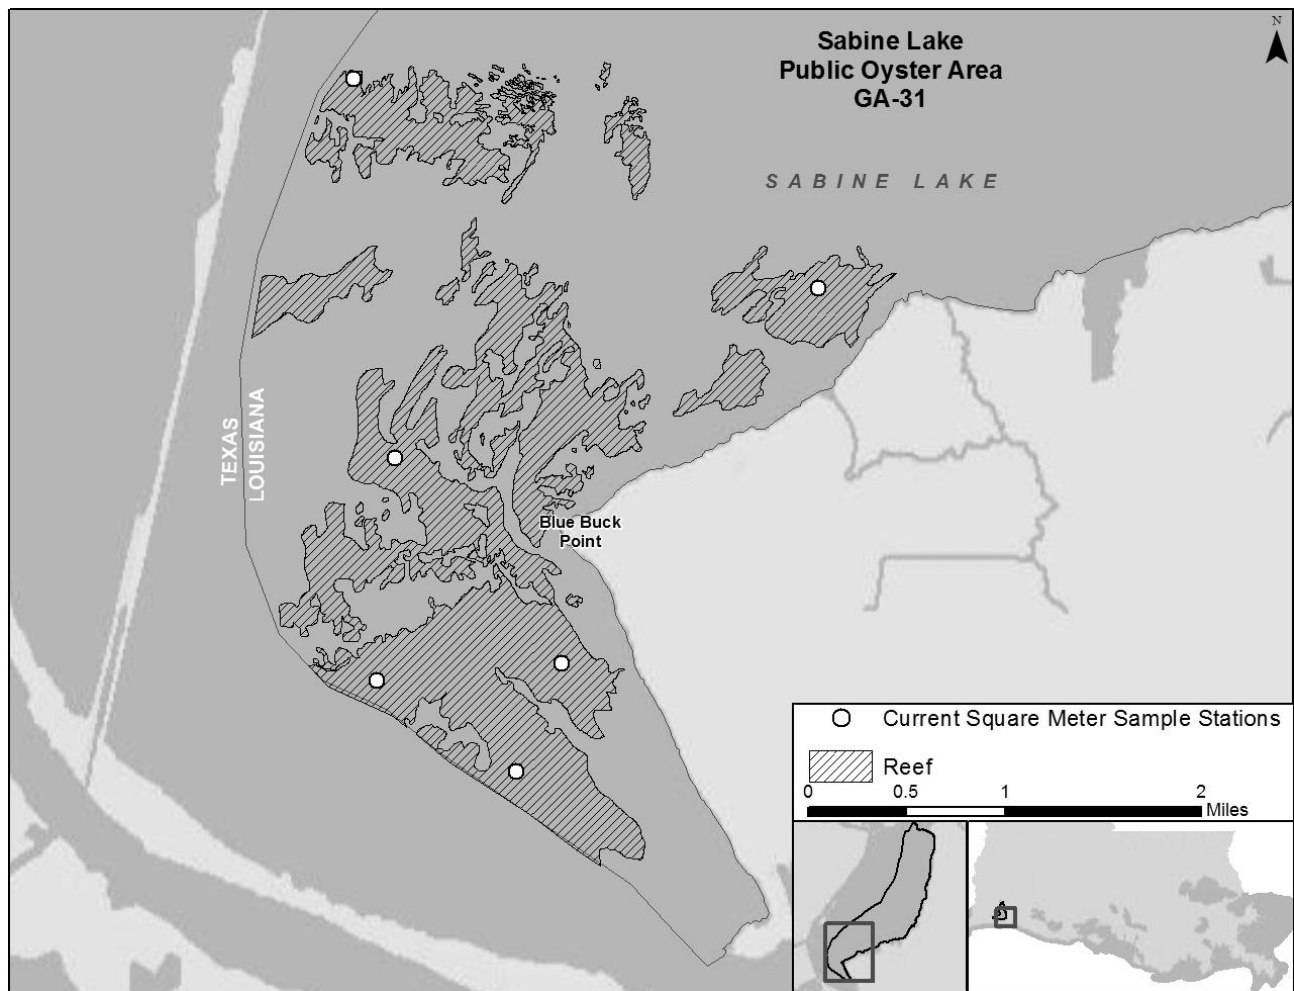 N
Sabine Lake
Public Oyster Area
GA-31
SABINE LAKE
TEXAS
LOUISIANA
Blue Buck
Point
Current Square Meter Sample Stations
Reef
0 0.5 1 2
Miles